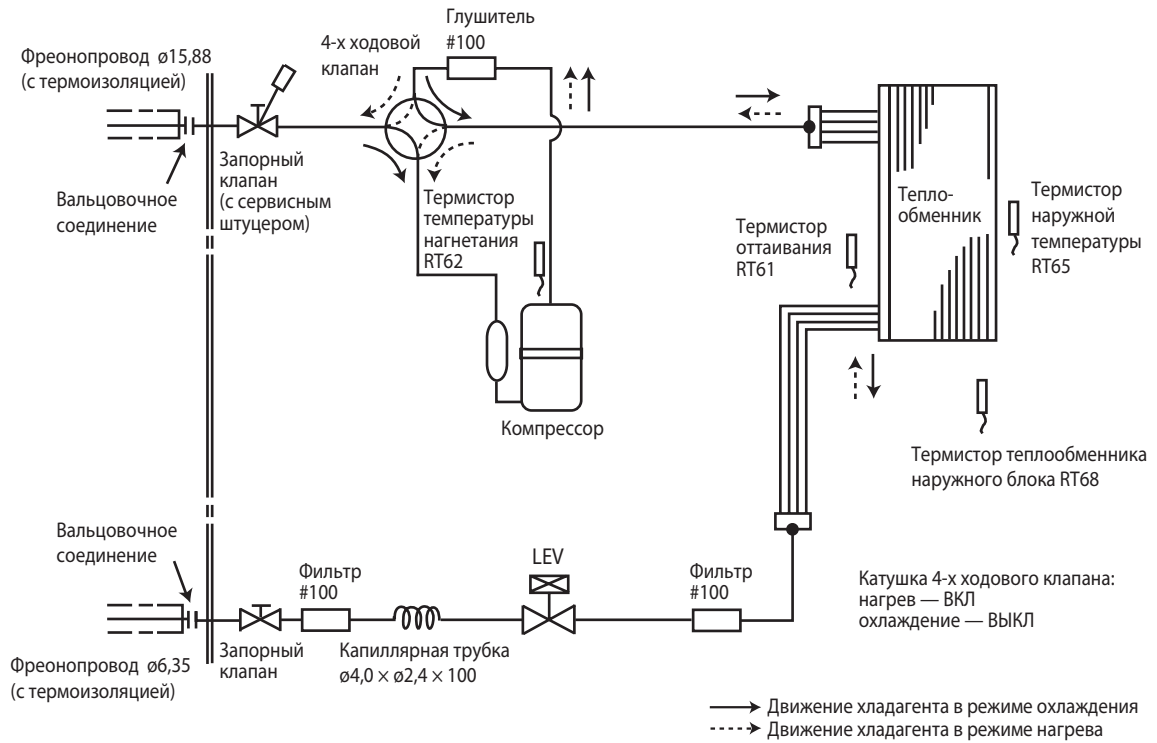 Глушитель
#100
4-х ходовой
клапан
Фреонопровод ø15,88
(с термоизоляцией)
Запорный
клапан
(с сервисным
штуцером)
Вальцовочное
соединение
Термистор
температуры
нагнетания
RT62
Тепло-
обменник
Термистор
наружной
температуры
RT65
Термистор
оттаивания
RT61
Компрессор
Термистор теплообменника
наружного блока RT68
Вальцовочное
соединение
LEV
Фильтр
#100
Фильтр
#100
Катушка 4-х ходового клапана:
нагрев — ВКЛ
охлаждение — ВЫКЛ
Запорный
клапан
Капиллярная трубка
ø4,0 × ø2,4 × 100
Фреонопровод ø6,35
(с термоизоляцией)
Движение хладагента в режиме охлаждения
Движение хладагента в режиме нагрева